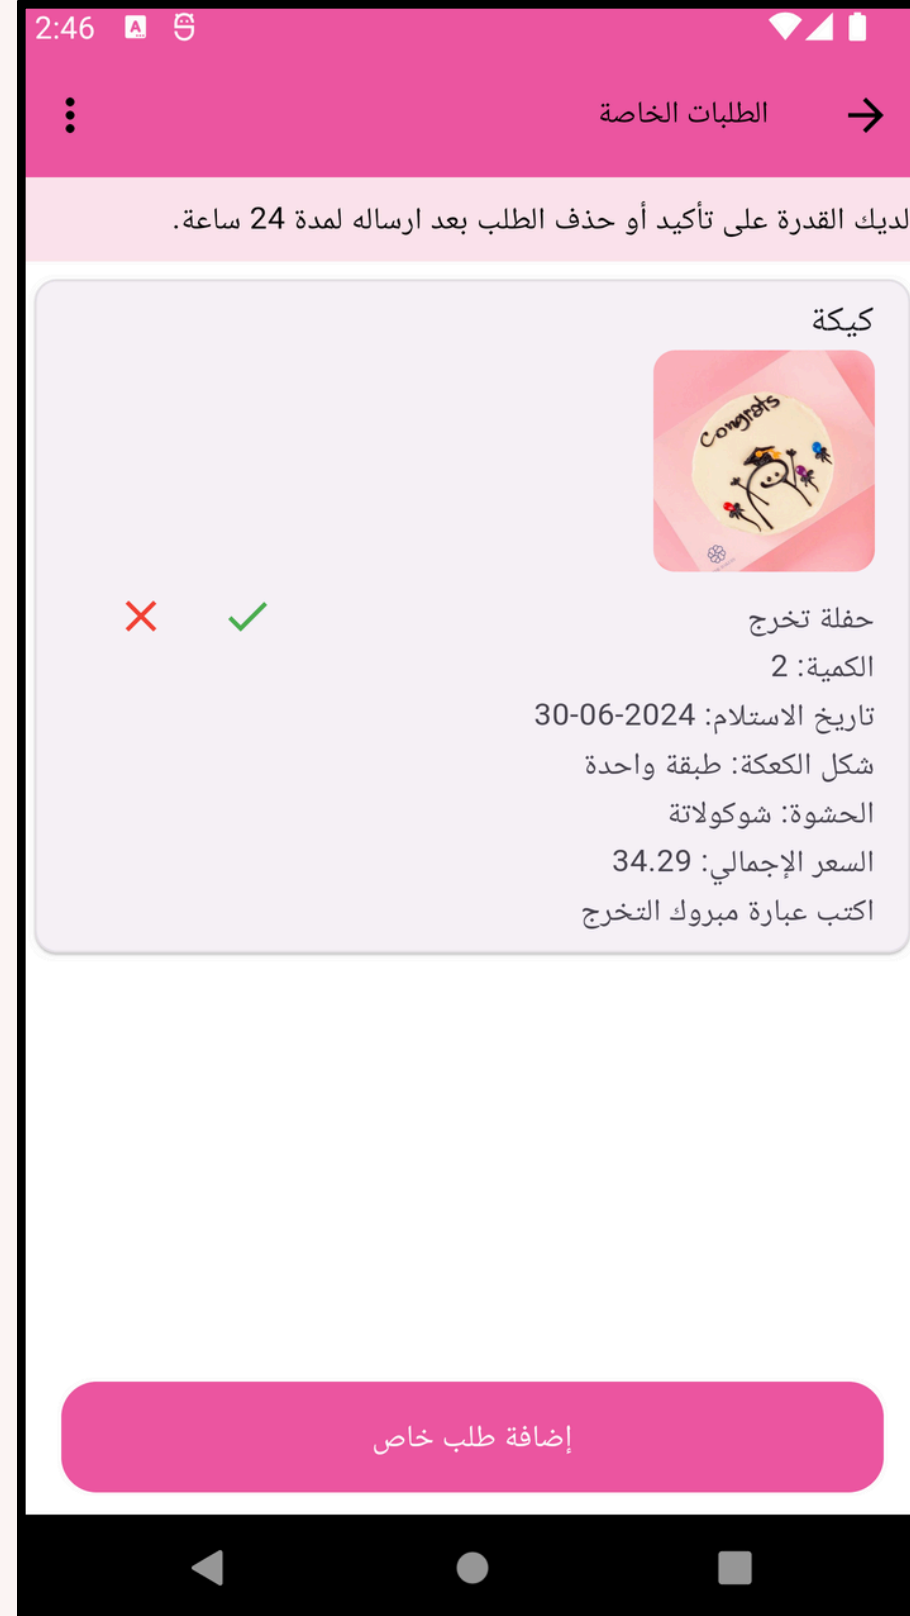 2:46
الطلبات الخاصة
لديك القدرة على تأكيد أو حذف الطلب بعد ارساله لمدة 24 ساعة.
كيكة
Congrats
حفلة تخرج
الكمية: 2
تاريخ الاستلام: 2024-06-30
شكل الكعكة: طبقة واحدة
الحشوة: شوكولاتة
السعر الإجمالي: 34.29
اكتب عبارة مبروك التخرج
إضافة طلب خاص